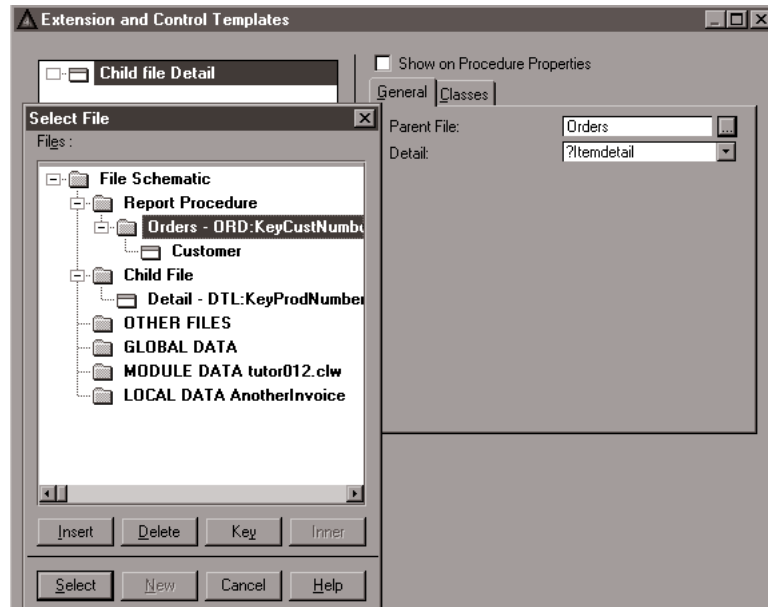 Extension and Control Templates
Child file Detail
Show on Procedure Properties
General
Classes
Parent File:
Orders
...
Detail:
?Itemdetail
Select File
Files :
File Schematic
Report Procedure
Orders - ORD:KeyCustNumbe
Customer
Child File
Detail - DTL:KeyProdNumber
OTHER FILES
GLOBAL DATA
MODULE DATA tutor012.clw
LOCAL DATA AnotherInvoice
Insert
Delete
Key
Inner
Select
New
Cancel
Help